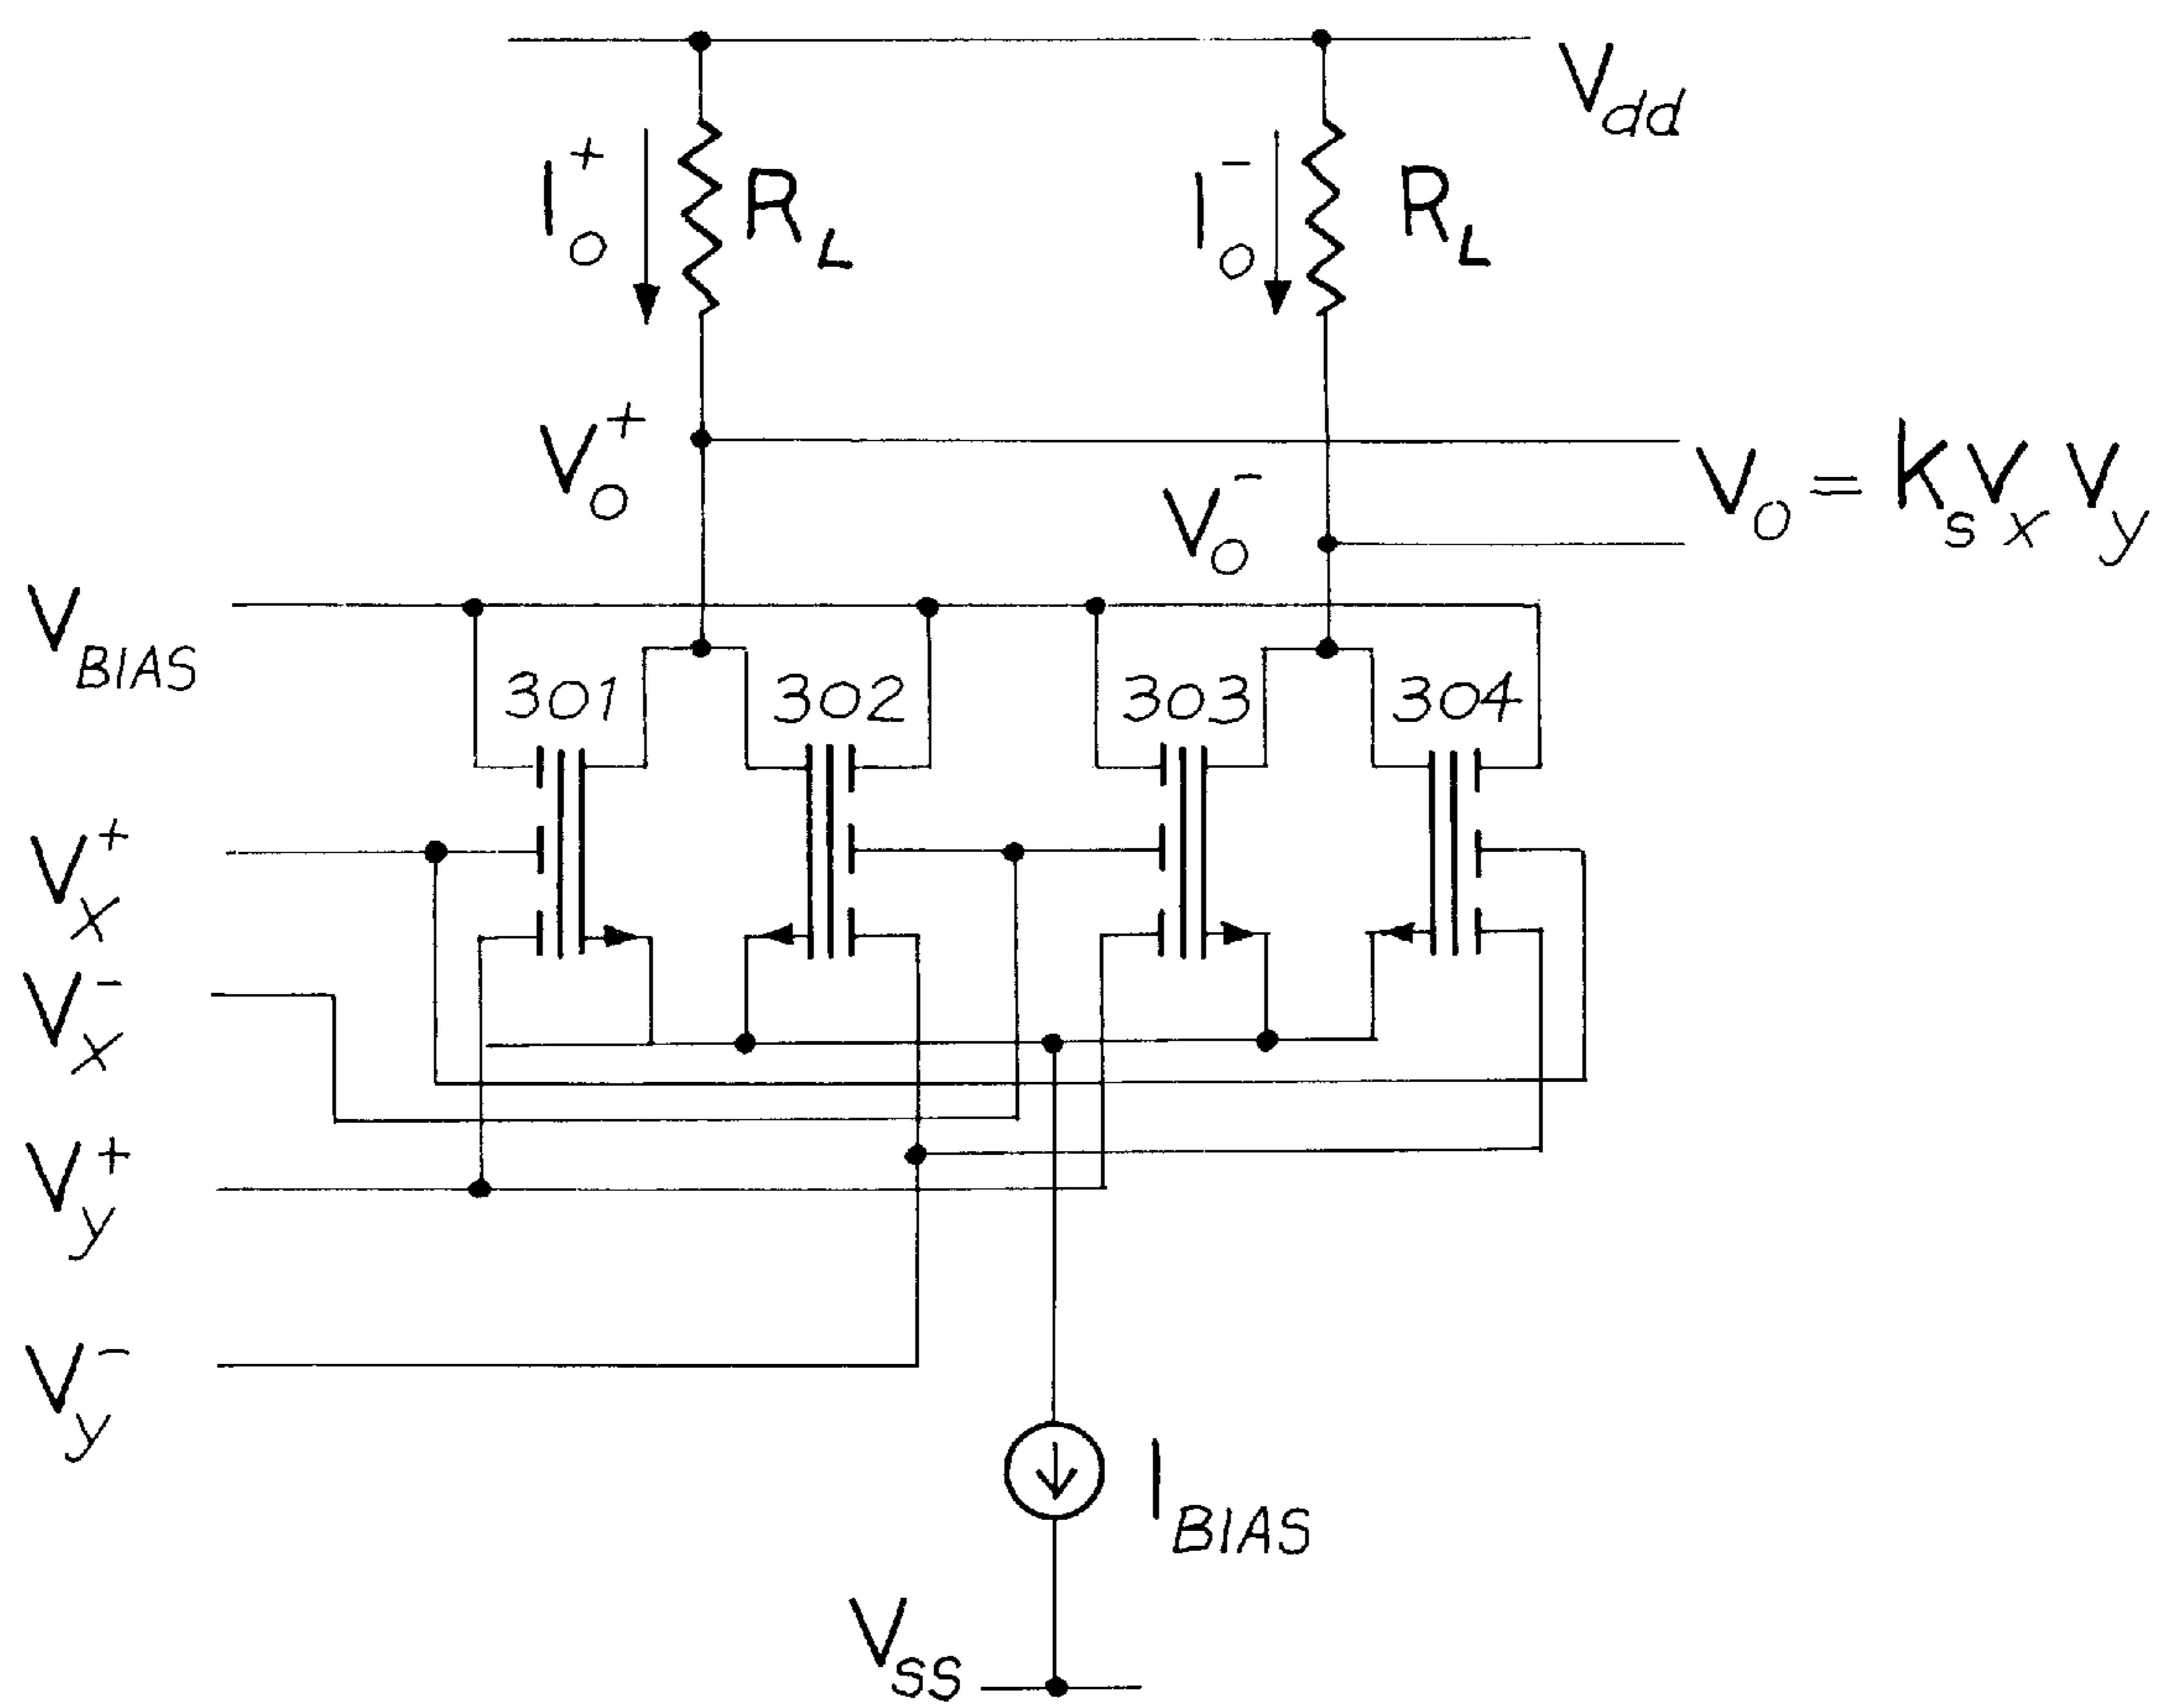 V_dd
I_o^+
R_L
I_o^-
R_L
V_o^+
V_o^-
V_o = k_s v_x v_y
V_BIAS
301
302
303
304
V_x^+
V_x^-
V_y^+
V_y^-
I_BIAS
V_SS